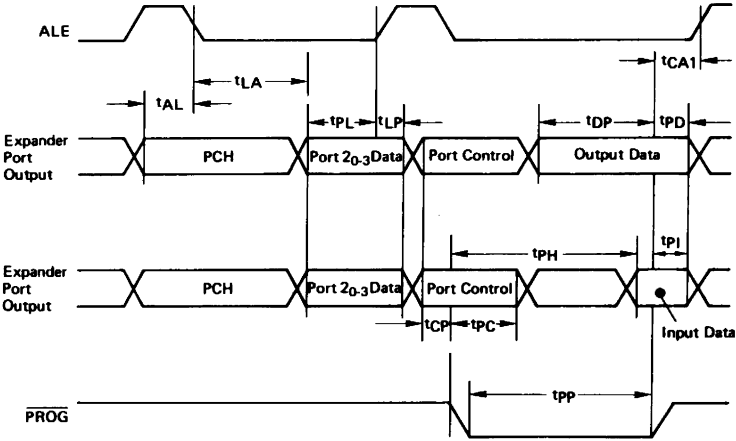 ALE
tCA1
tLA
tAL
tPL
tLP
tDP
tPD
Expander
Port
Output
PCH
Port 20-3Data
Port Control
Output Data
tPH
tPI
Expander
Port
Output
PCH
Port 20-3Data
Port Control
tCP
tPC
Input Data
tPP
PROG